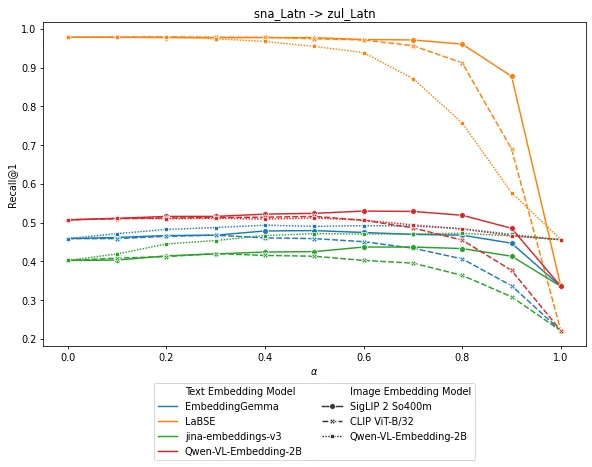 sna_Latn -> zul_Latn
1.0
0.9
0.8
0.7
0.6
0.5
0.4
0.3
0.2
Recall@1
0.0 0.2 0.4 0.6 0.8 1.0
α
Text Embedding Model Image Embedding Model
EmbeddingGemma SigLIP 2 So400m
LaBSE CLIP ViT-B/32
jina-embeddings-v3 Qwen-VL-Embedding-2B
Qwen-VL-Embedding-2B